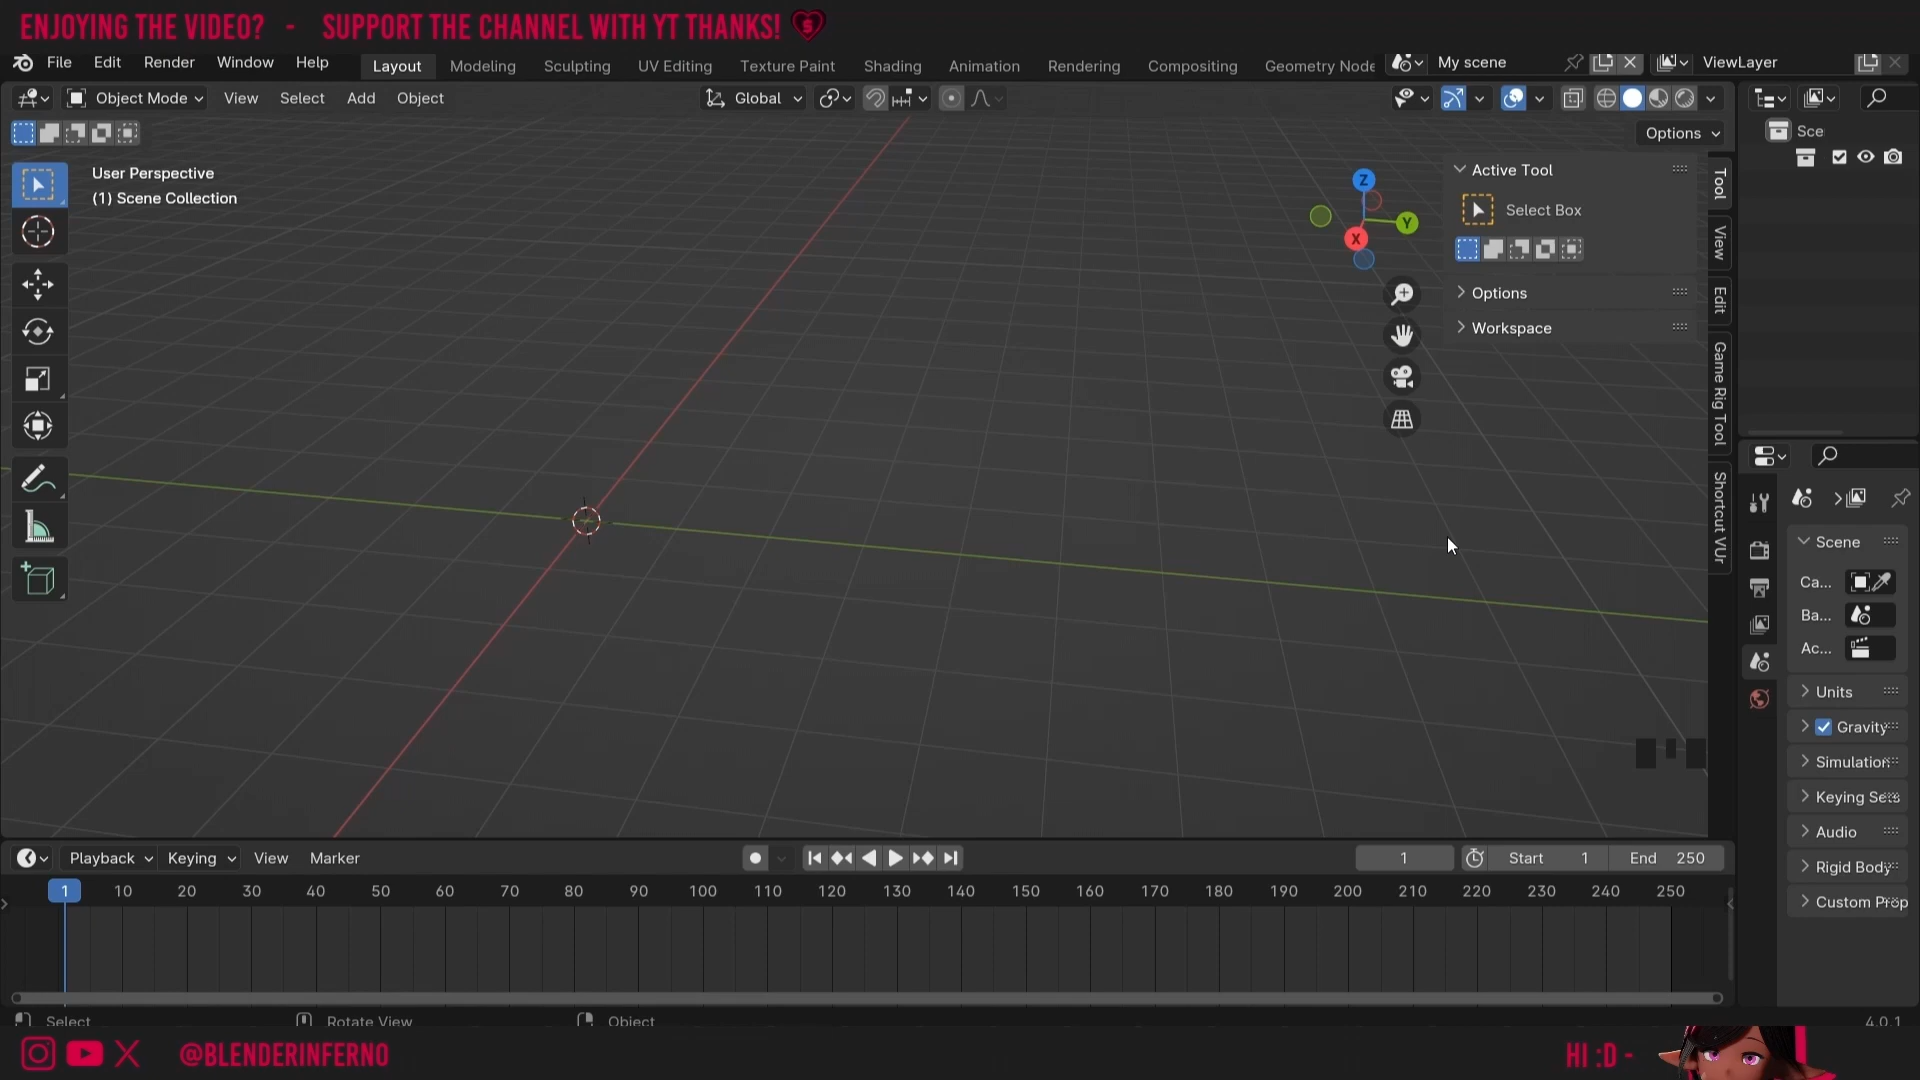 ENJOYING THE VIDEO? - SUPPORT THE CHANNEL WITH YT THANKS!
File Edit Render Window Help Layout Modeling Sculpting UV Editing Texture Paint Shading Animation Rendering Compositing Geometry Node My scene ViewLayer
Object Mode View Select Add Object Global
Options
Sce
User Perspective
(1) Scene Collection
Z
Y
X
Active Tool
Select Box
Options
Workspace
Tool
View
Edit
Game Rig Tool
Shortcut VUr
Scene
Ca...
Ba...
Ac...
Units
Gravity
Simulation
Keying Sets
Audio
Rigid Body
Custom Prop
Playback Keying View Marker 1 Start 1 End 250
1 10 20 30 40 50 60 70 80 90 100 110 120 130 140 150 160 170 180 190 200 210 220 230 240 250
Select Rotate View Object 4.0.1
@BLENDERINFERNO HI :D -